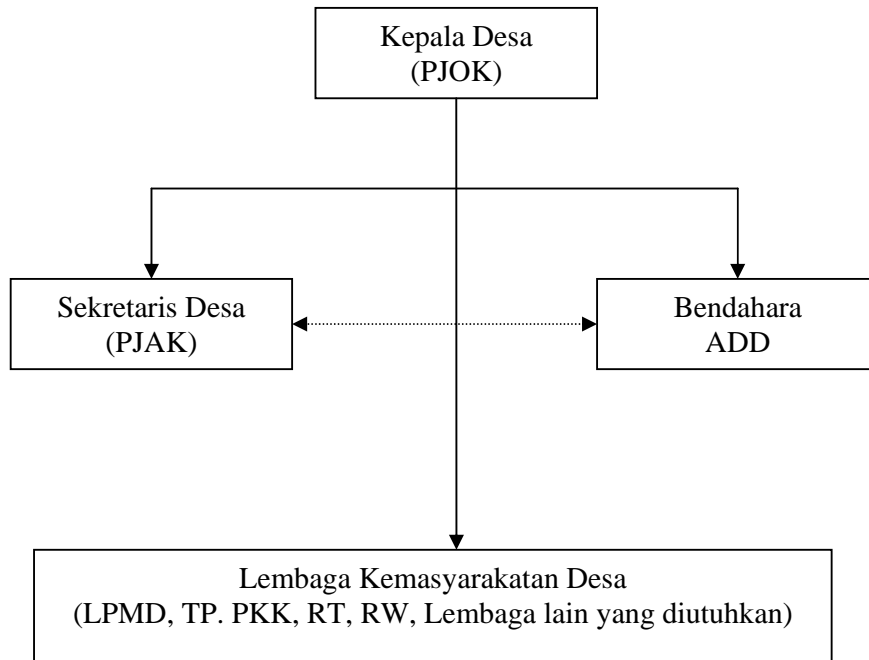 Kepala Desa
(PJOK)
Sekretaris Desa
(PJAK)
Bendahara
ADD
Lembaga Kemasyarakatan Desa
(LPMD, TP. PKK, RT, RW, Lembaga lain yang diutuhkan)